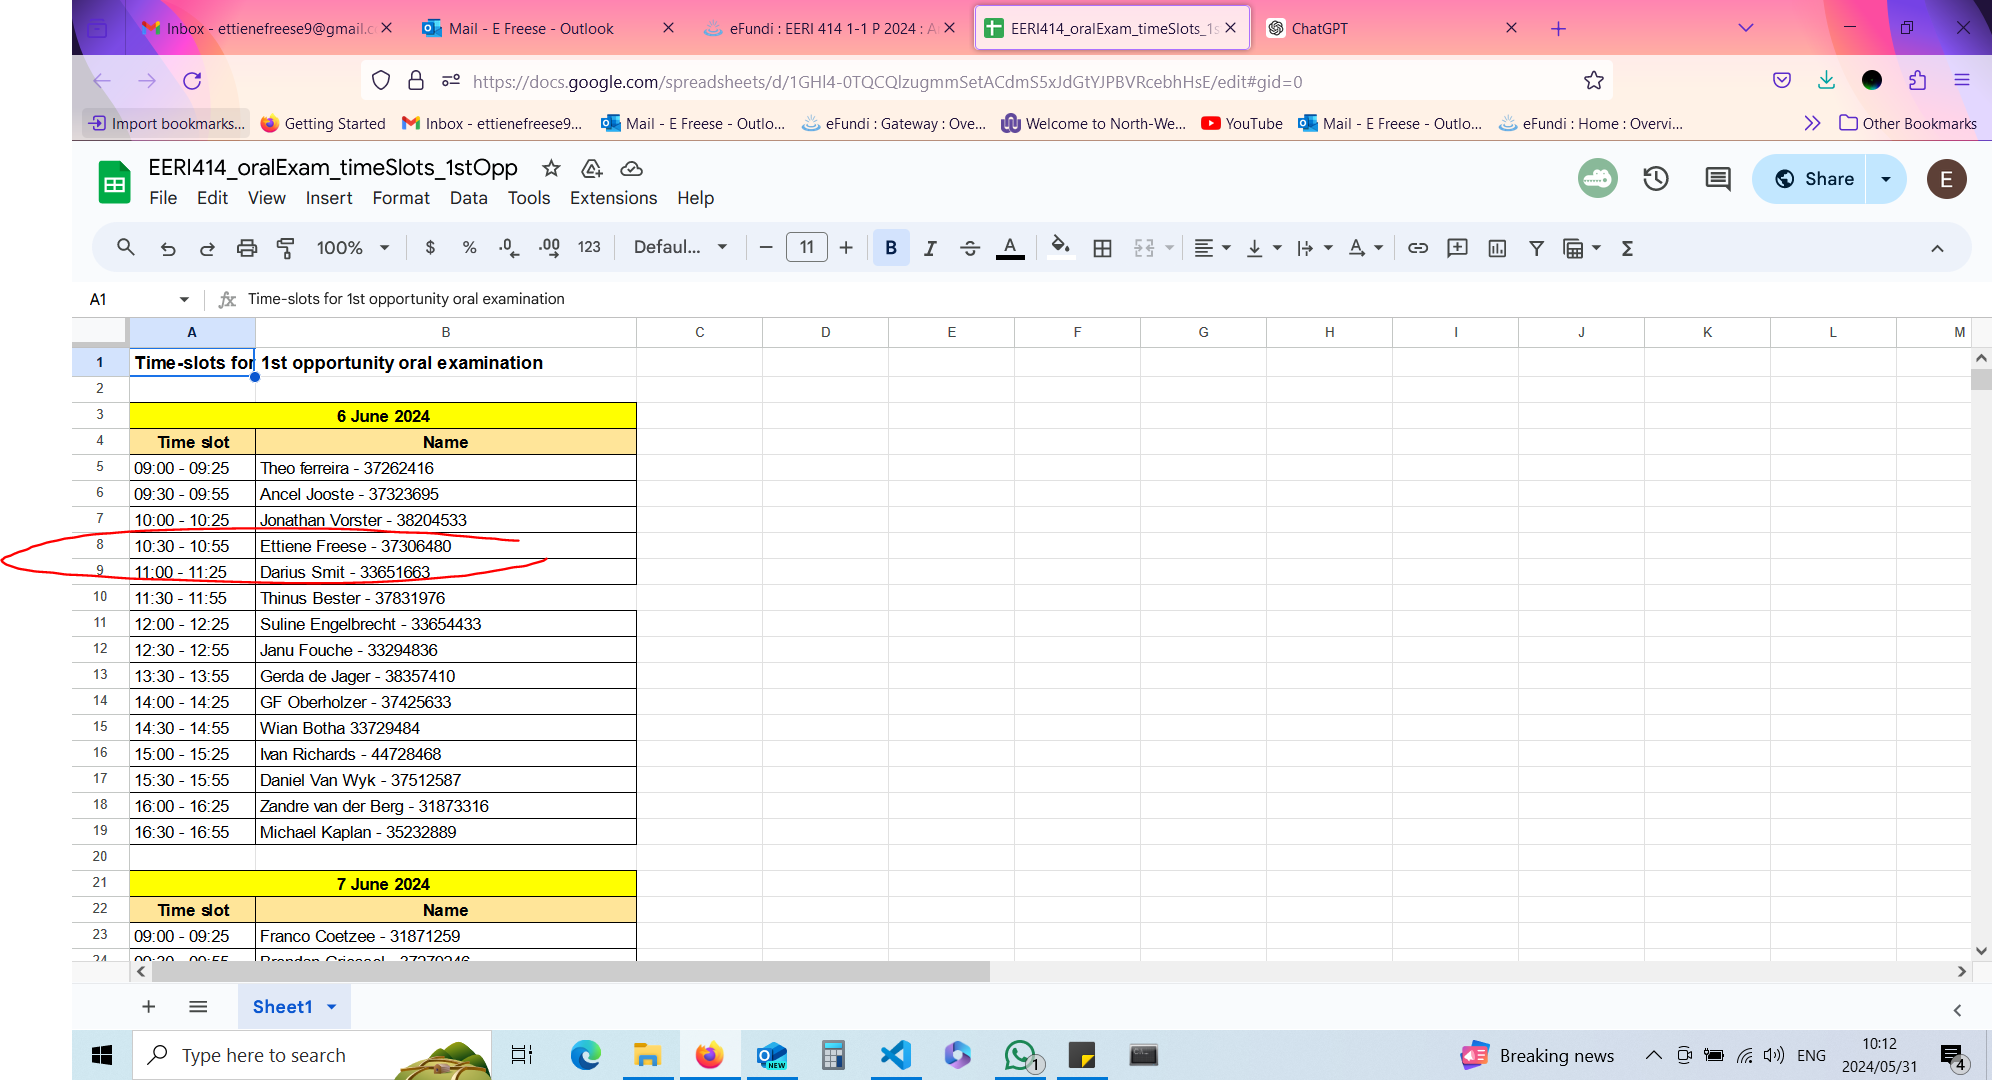 Inbox - ettienefreese9@gmail.c
Mail - E Freese - Outlook
eFundi : EERI 414 1-1 P 2024 : A
EERI414_oralExam_timeSlots_1s
ChatGPT
https://docs.google.com/spreadsheets/d/1GHl4-0TQCQlzugmmSetACdmS5xJdGtYJPBVRcebhHsE/edit#gid=0
Import bookmarks...
Getting Started
Inbox - ettienefreese9...
Mail - E Freese - Outlo...
eFundi : Gateway : Ove...
Welcome to North-We...
YouTube
Mail - E Freese - Outlo...
eFundi : Home : Overvi...
Other Bookmarks
EERI414_oralExam_timeSlots_1stOpp
File Edit View Insert Format Data Tools Extensions Help
Share
E
100% $ % .0 .00 123 Defaul... 11 B I A Σ
A1 fx Time-slots for 1st opportunity oral examination
A B C D E F G H I J K L M
1 Time-slots for 1st opportunity oral examination
2
3 6 June 2024
4 Time slot Name
5 09:00 - 09:25 Theo ferreira - 37262416
6 09:30 - 09:55 Ancel Jooste - 37323695
7 10:00 - 10:25 Jonathan Vorster - 38204533
8 10:30 - 10:55 Ettiene Freese - 37306480
9 11:00 - 11:25 Darius Smit - 33651663
10 11:30 - 11:55 Thinus Bester - 37831976
11 12:00 - 12:25 Suline Engelbrecht - 33654433
12 12:30 - 12:55 Janu Fouche - 33294836
13 13:30 - 13:55 Gerda de Jager - 38357410
14 14:00 - 14:25 GF Oberholzer - 37425633
15 14:30 - 14:55 Wian Botha 33729484
16 15:00 - 15:25 Ivan Richards - 44728468
17 15:30 - 15:55 Daniel Van Wyk - 37512587
18 16:00 - 16:25 Zandre van der Berg - 31873316
19 16:30 - 16:55 Michael Kaplan - 35232889
20
21 7 June 2024
22 Time slot Name
23 09:00 - 09:25 Franco Coetzee - 31871259
24 09:30 - 09:55
Sheet1
Type here to search
NEW
1
Breaking news
ENG
10:12
2024/05/31
4